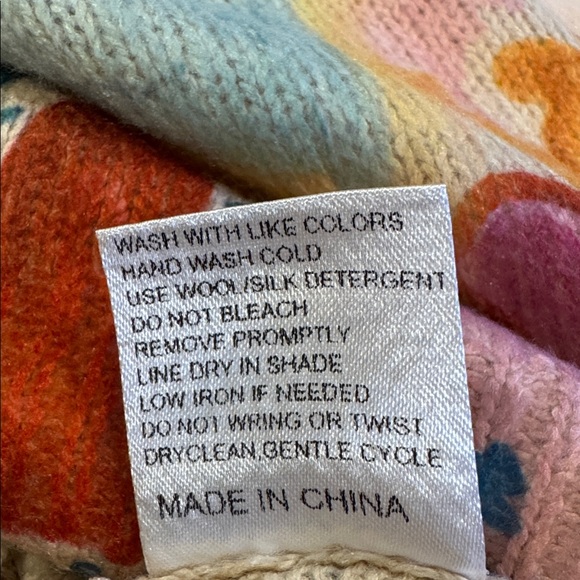 WASH WITH LIKE COLORS
HAND WASH COLD
USE WOOL/SILK DETERGENT
DO NOT BLEACH
REMOVE PROMPTLY
LINE DRY IN SHADE
LOW IRON IF NEEDED
DO NOT WRING OR TWIST
DRYCLEAN GENTLE CYCLE
MADE IN CHINA